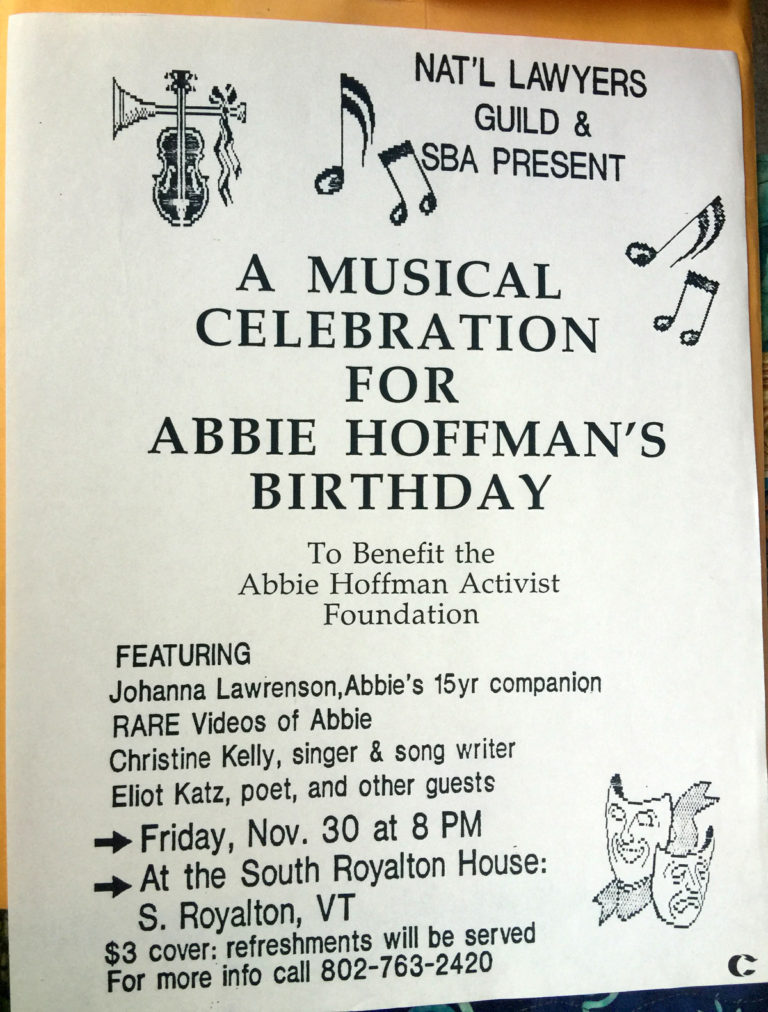 NAT'L LAWYERS
GUILD &
SBA PRESENT
A MUSICAL
CELEBRATION
FOR
ABBIE HOFFMAN'S
BIRTHDAY
To Benefit the
Abbie Hoffman Activist
Foundation
FEATURING
Johanna Lawrenson,Abbie's 15yr companion
RARE Videos of Abbie
Christine Kelly, singer & song writer
Eliot Katz, poet, and other guests
Friday, Nov. 30 at 8 PM
At the South Royalton House:
S. Royalton, VT
$3 cover: refreshments will be served
For more info call 802-763-2420
C